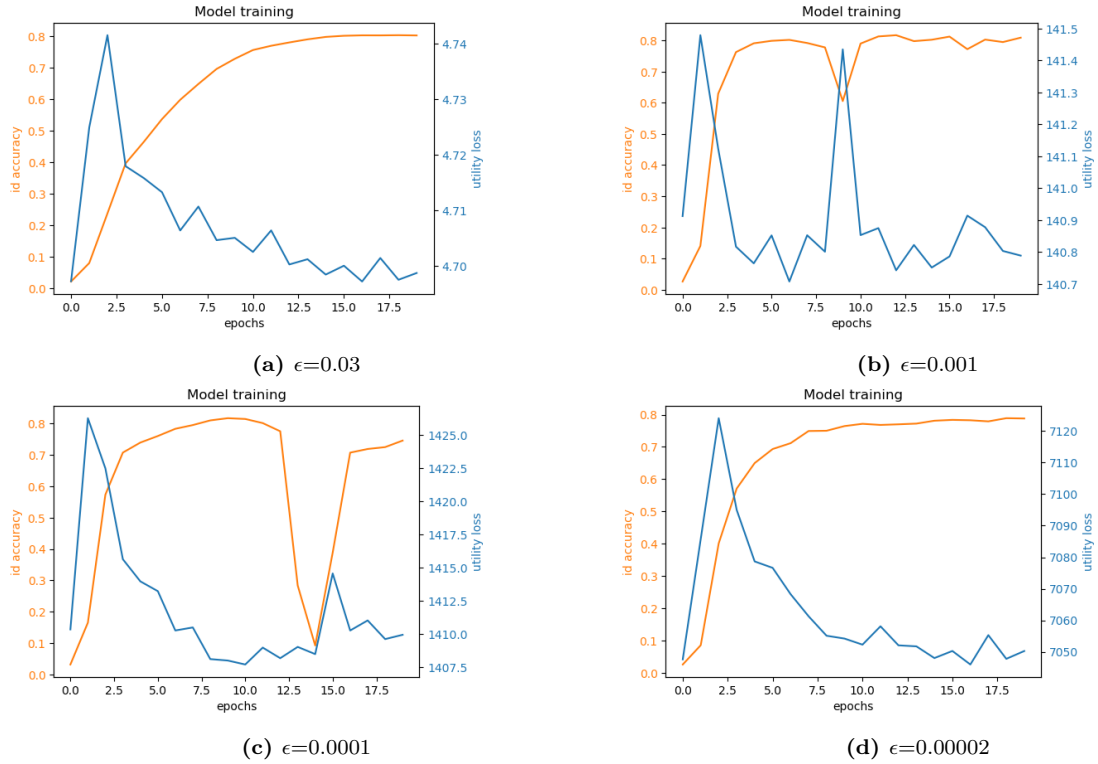 Model training
0.8
0.7
0.6
0.5
0.4
0.3
0.2
0.1
0.0
id accuracy
4.74
4.73
4.72
4.71
4.70
utility loss
0.0 2.5 5.0 7.5 10.0 12.5 15.0 17.5
epochs
(a) ϵ=0.03
Model training
0.8
0.7
0.6
0.5
0.4
0.3
0.2
0.1
0.0
id accuracy
141.5
141.4
141.3
141.2
141.1
141.0
140.9
140.8
140.7
utility loss
0.0 2.5 5.0 7.5 10.0 12.5 15.0 17.5
epochs
(b) ϵ=0.001
Model training
0.8
0.7
0.6
0.5
0.4
0.3
0.2
0.1
0.0
id accuracy
1425.0
1422.5
1420.0
1417.5
1415.0
1412.5
1410.0
1407.5
utility loss
0.0 2.5 5.0 7.5 10.0 12.5 15.0 17.5
epochs
(c) ϵ=0.0001
Model training
0.8
0.7
0.6
0.5
0.4
0.3
0.2
0.1
0.0
id accuracy
7120
7110
7100
7090
7080
7070
7060
7050
utility loss
0.0 2.5 5.0 7.5 10.0 12.5 15.0 17.5
epochs
(d) ϵ=0.00002